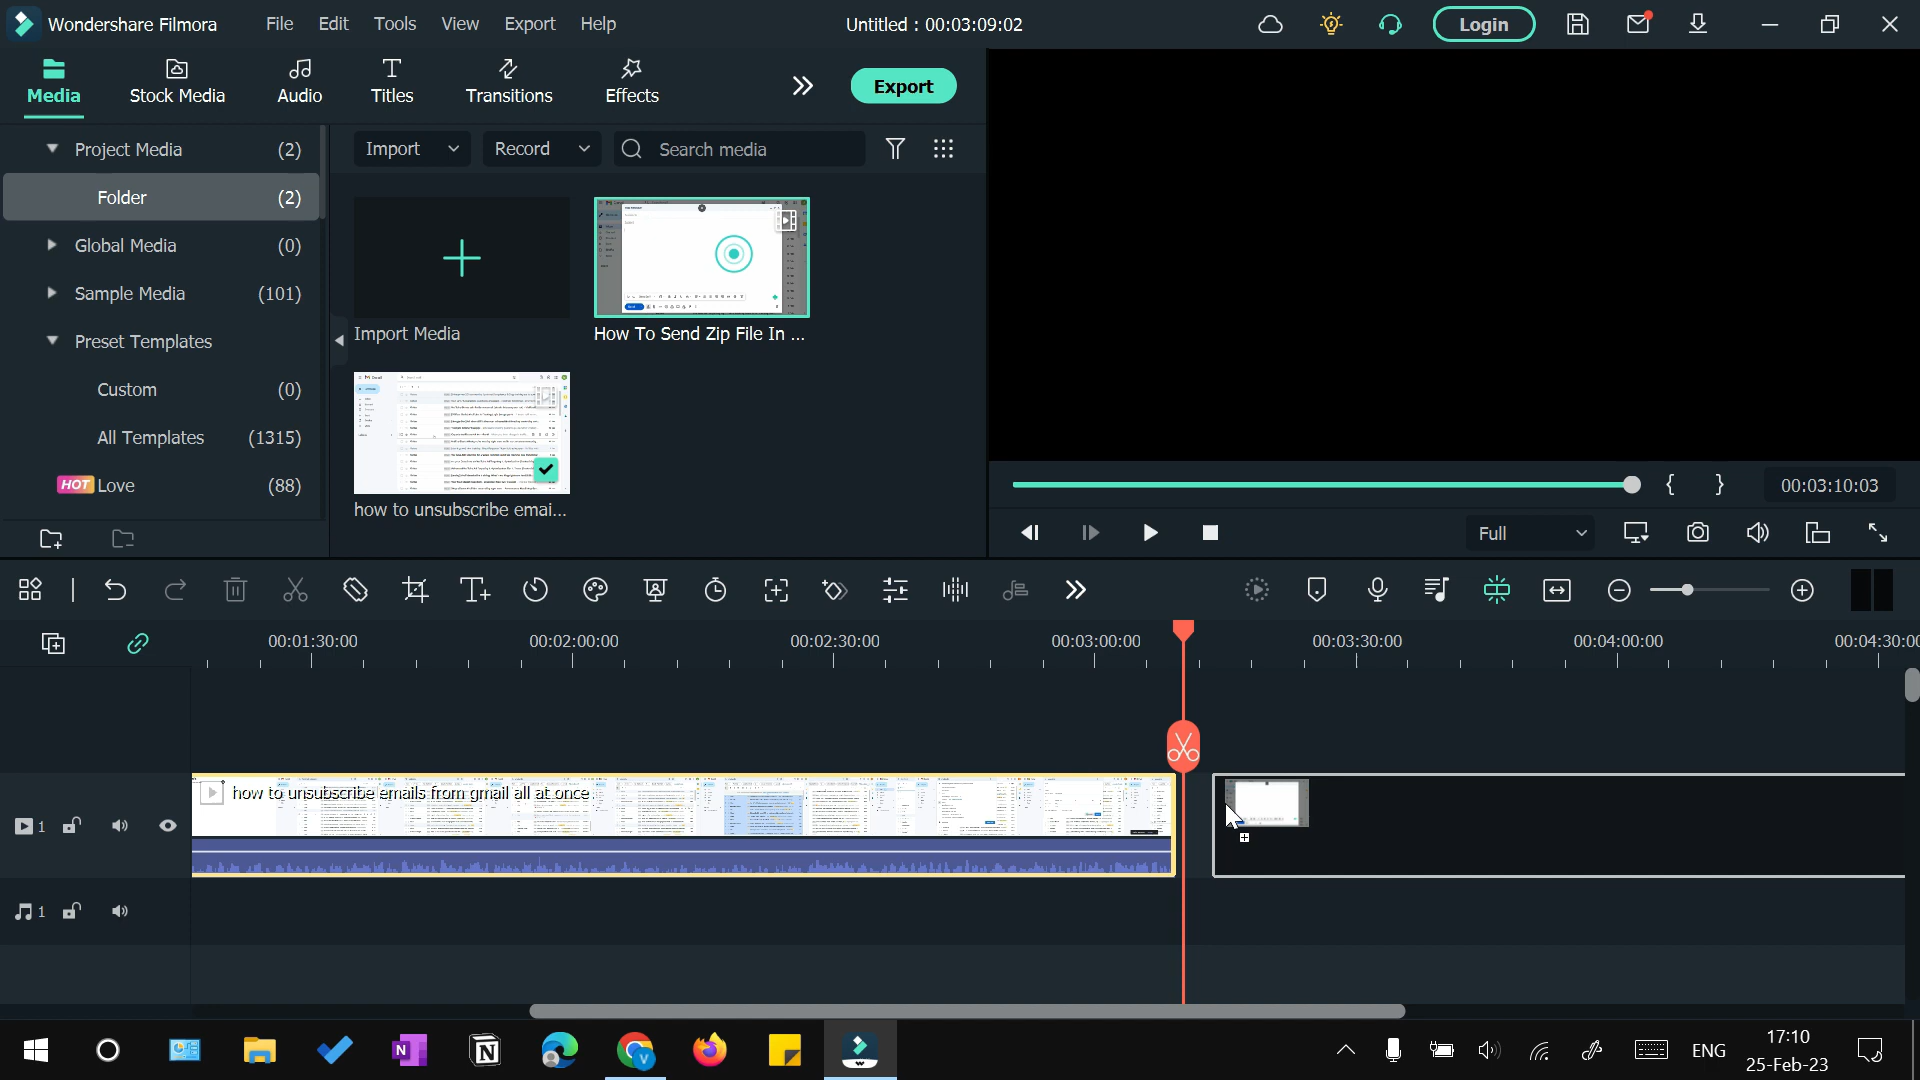 Wondershare Filmora
File
Edit
Tools
View
Export
Help
Untitled : 00:03:09:02
Login
Media
Stock Media
Audio
Titles
Transitions
Effects
Export
Project Media (2)
Folder (2)
Global Media (0)
Sample Media (101)
Preset Templates
Custom (0)
All Templates (1315)
HOT Love (88)
Import
Record
Search media
Import Media
How To Send Zip File In ...
how to unsubscribe emai...
{ }
00:03:10:03
Full
00:01:30:00
00:02:00:00
00:02:30:00
00:03:00:00
00:03:30:00
00:04:00:00
00:04:30:00
how to unsubscribe emails from gmail all at once
1
1
ENG
17:10
25-Feb-23